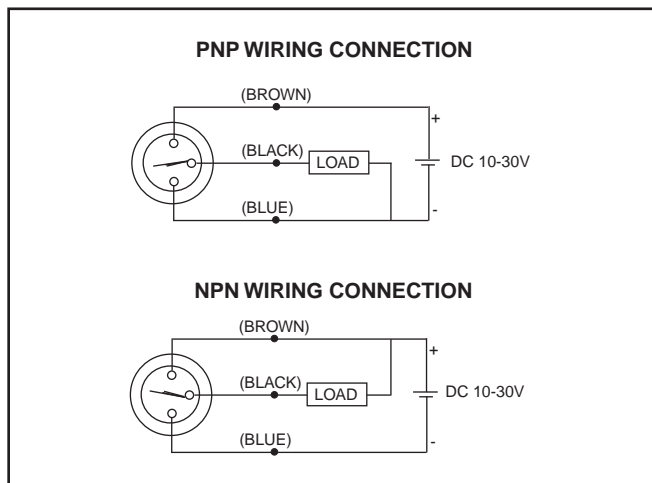 PNP WIRING CONNECTION
(BROWN)
+
(BLACK)
LOAD
DC 10-30V
(BLUE)
-
NPN WIRING CONNECTION
(BROWN)
+
(BLACK)
LOAD
DC 10-30V
(BLUE)
-